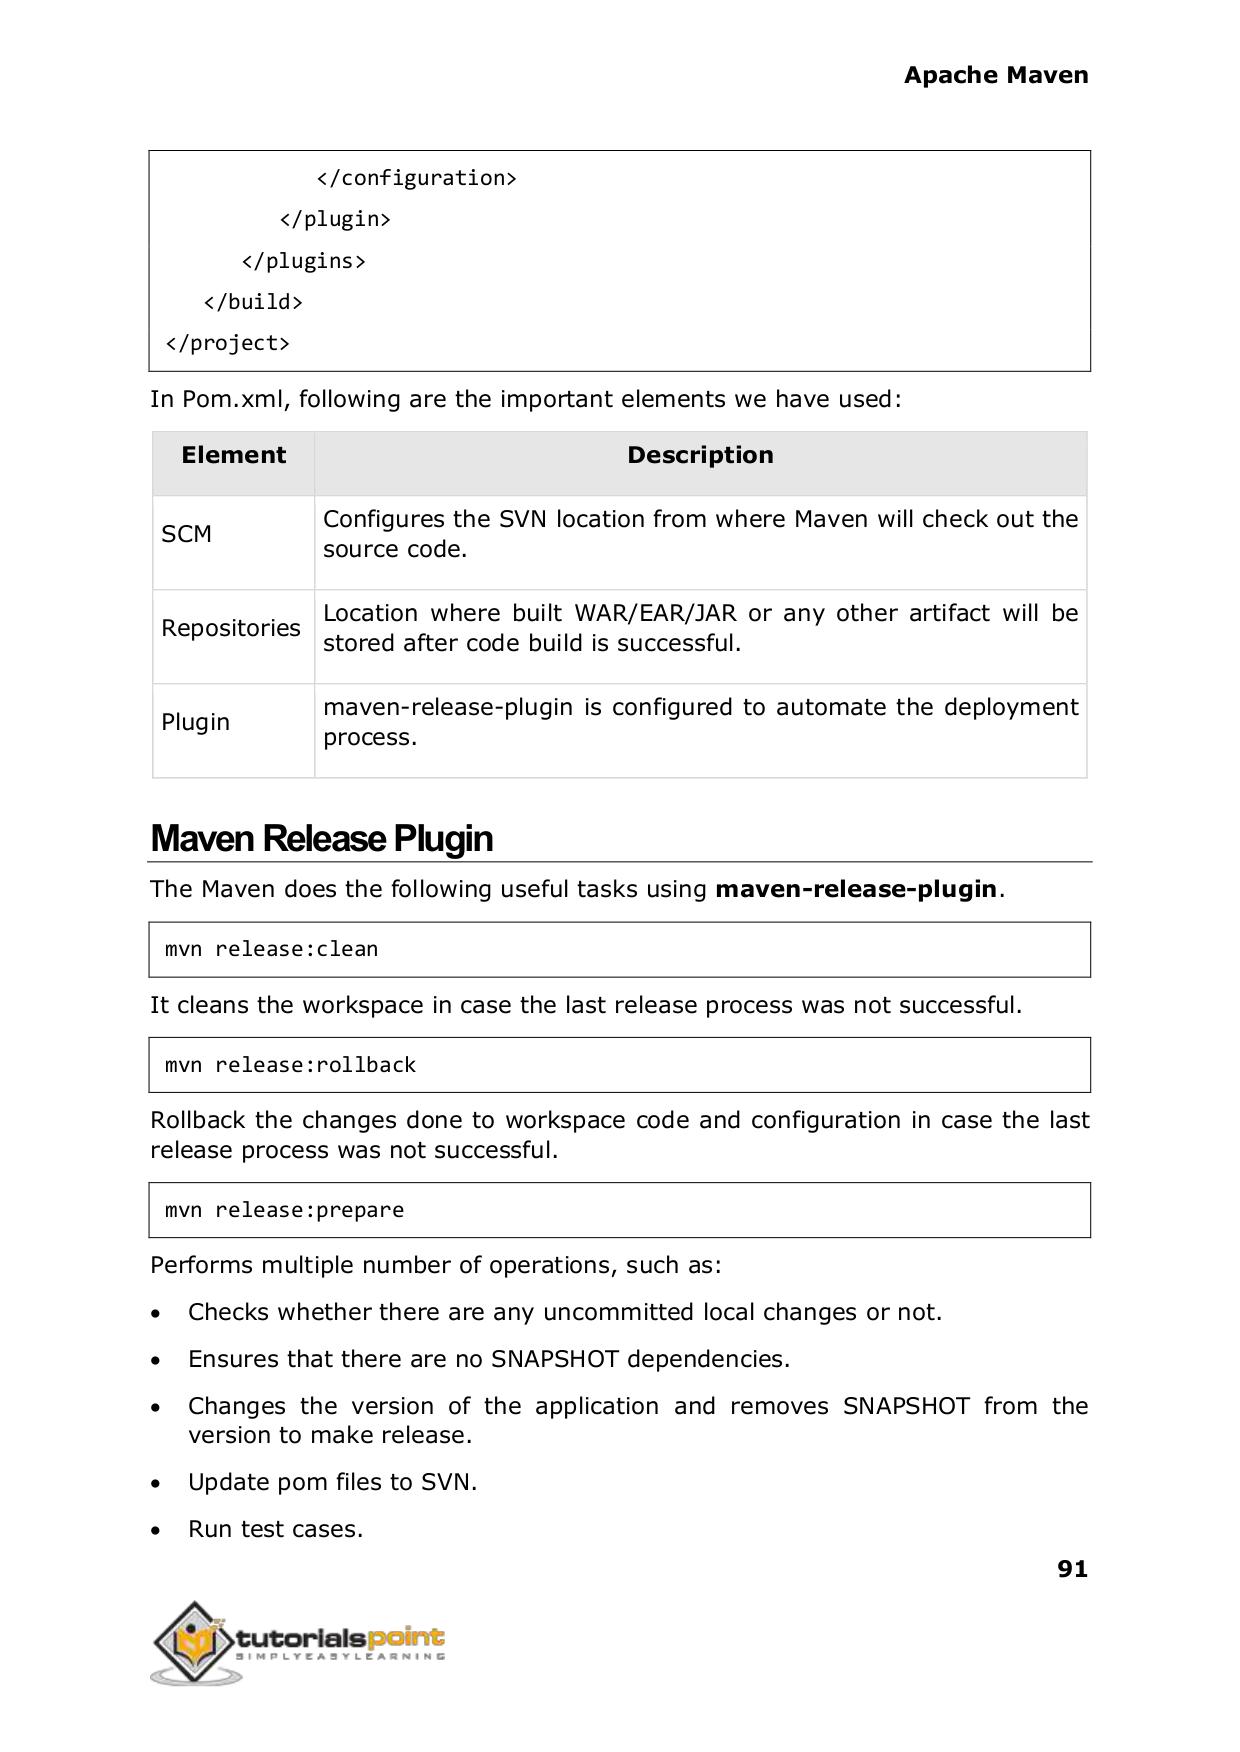 Apache Maven
</configuration>
</plugin>
</plugins>
</build>
</project>
In Pom.xml, following are the important elements we have used:
Element Description
SCM Configures the SVN location from where Maven will check out the
source code.
Repositories Location where built WAR/EAR/JAR or any other artifact will be
stored after code build is successful.
Plugin maven-release-plugin is configured to automate the deployment
process.
Maven Release Plugin
The Maven does the following useful tasks using maven-release-plugin.
mvn release:clean
It cleans the workspace in case the last release process was not successful.
mvn release:rollback
Rollback the changes done to workspace code and configuration in case the last
release process was not successful.
mvn release:prepare
Performs multiple number of operations, such as:
• Checks whether there are any uncommitted local changes or not.
• Ensures that there are no SNAPSHOT dependencies.
• Changes the version of the application and removes SNAPSHOT from the
version to make release.
• Update pom files to SVN.
• Run test cases.
91
tutorialspoint
SIMPLYEASYLEARNING